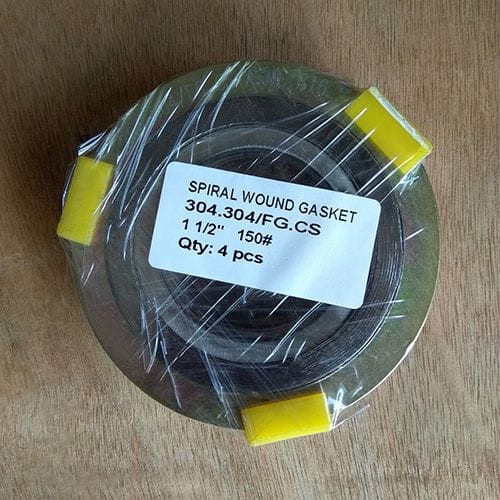 SPIRAL WOUND GASKET
304.304/FG.CS
1 1/2" 150#
Qty: 4 pcs